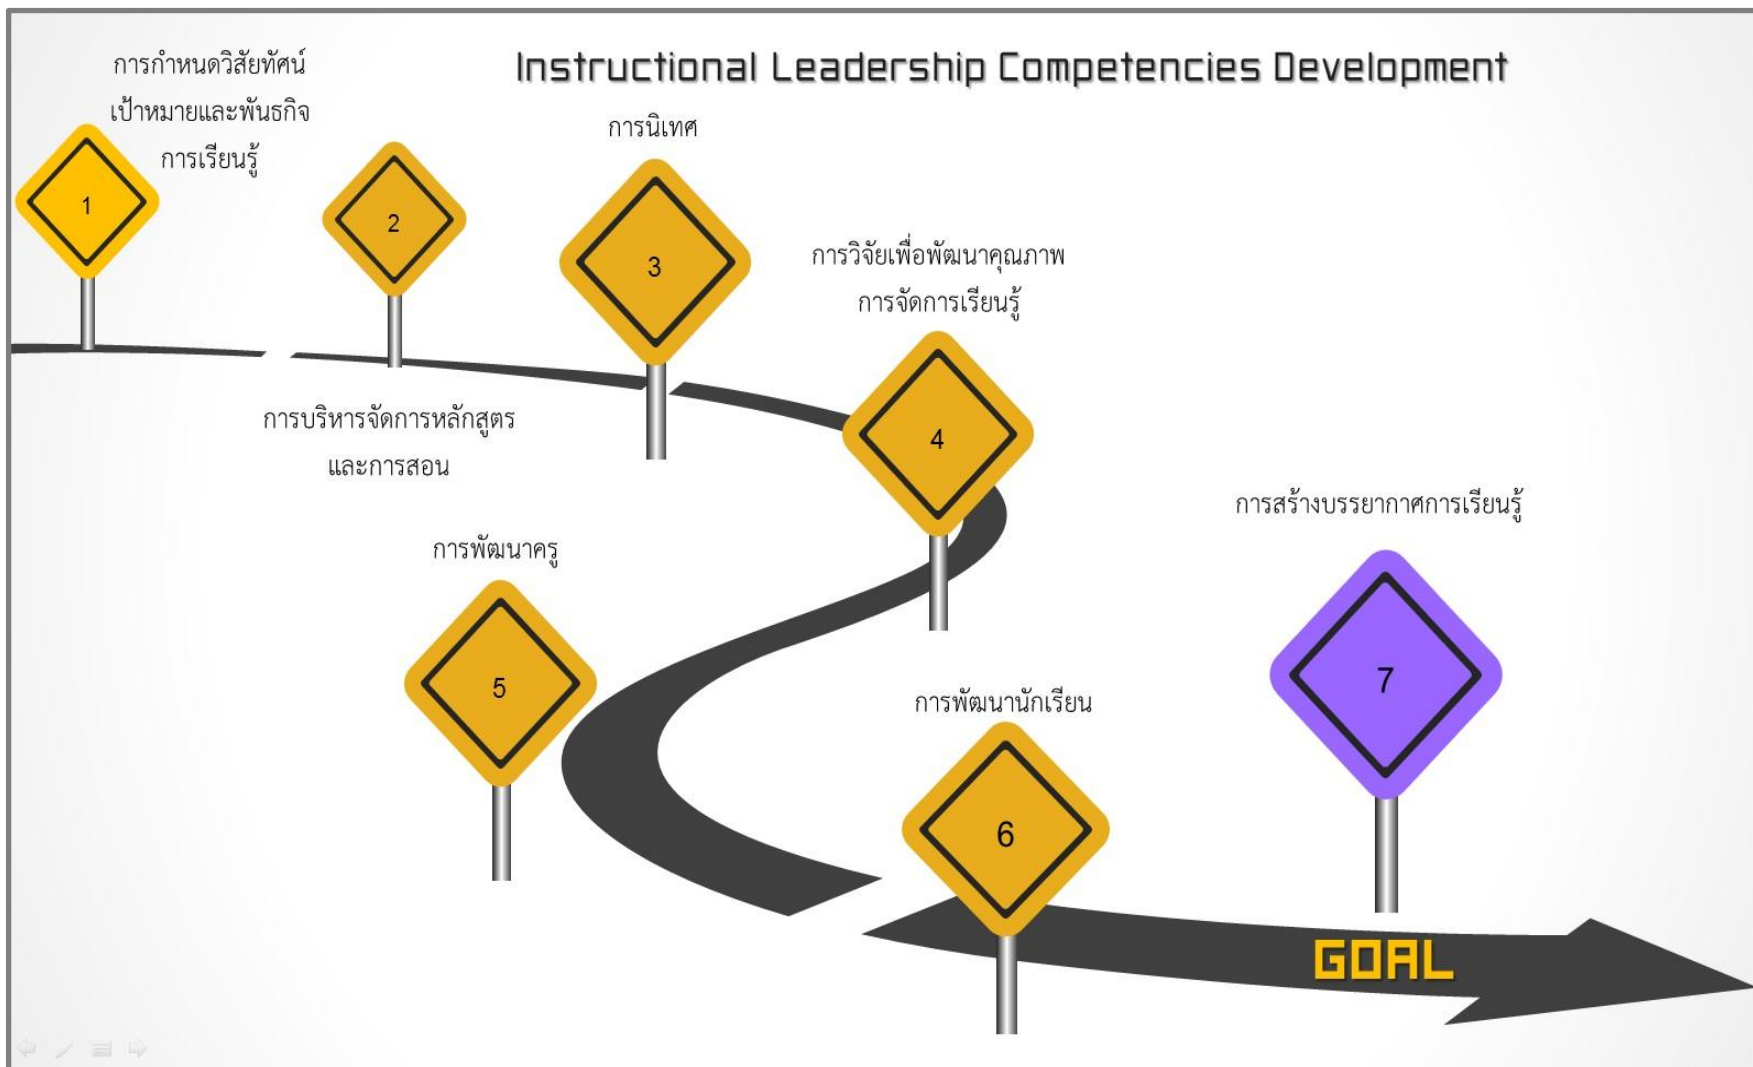 Instructional Leadership Competencies Development
การกำหนดวิสัยทัศน์
เป้าหมายและพันธกิจ
การเรียนรู้
1
2
การบริหารจัดการหลักสูตร
และการสอน
การนิเทศ
3
การวิจัยเพื่อพัฒนาคุณภาพ
การจัดการเรียนรู้
4
การพัฒนาครู
5
การพัฒนานักเรียน
6
การสร้างบรรยากาศการเรียนรู้
7
GOAL